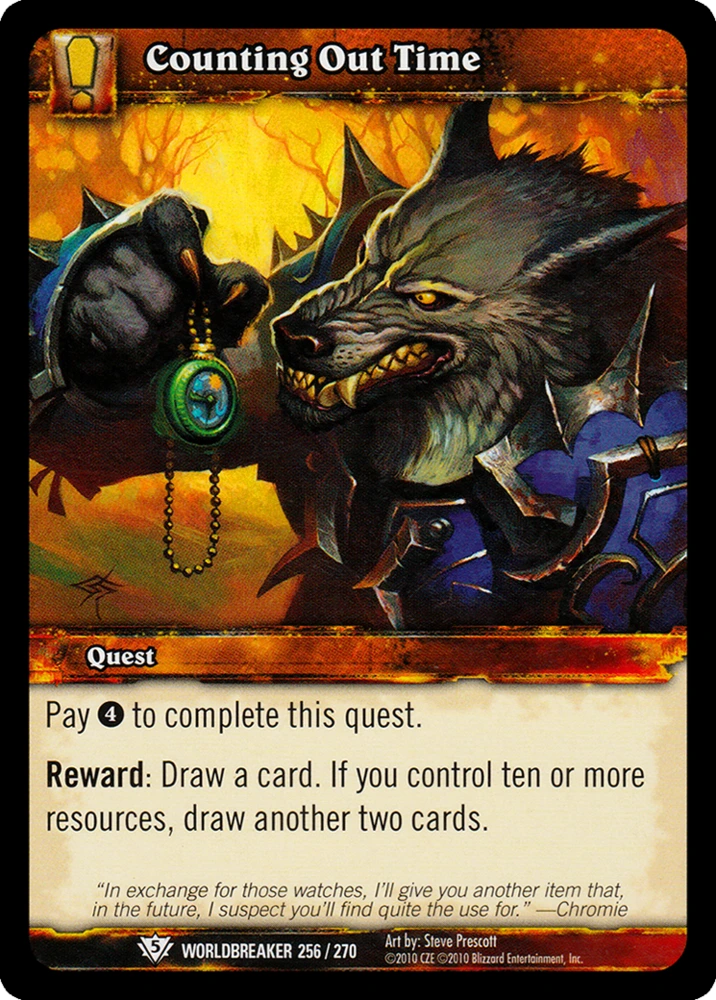 Counting Out Time
Quest
Pay 4 to complete this quest.
Reward: Draw a card. If you control ten or more
resources, draw another two cards.
“In exchange for those watches, I’ll give you another item that,
in the future, I suspect you’ll find quite the use for.” —Chromie
5 WORLDBREAKER 256 / 270
Art by: Steve Prescott
©2010 CZE ©2010 Blizzard Entertainment, Inc.